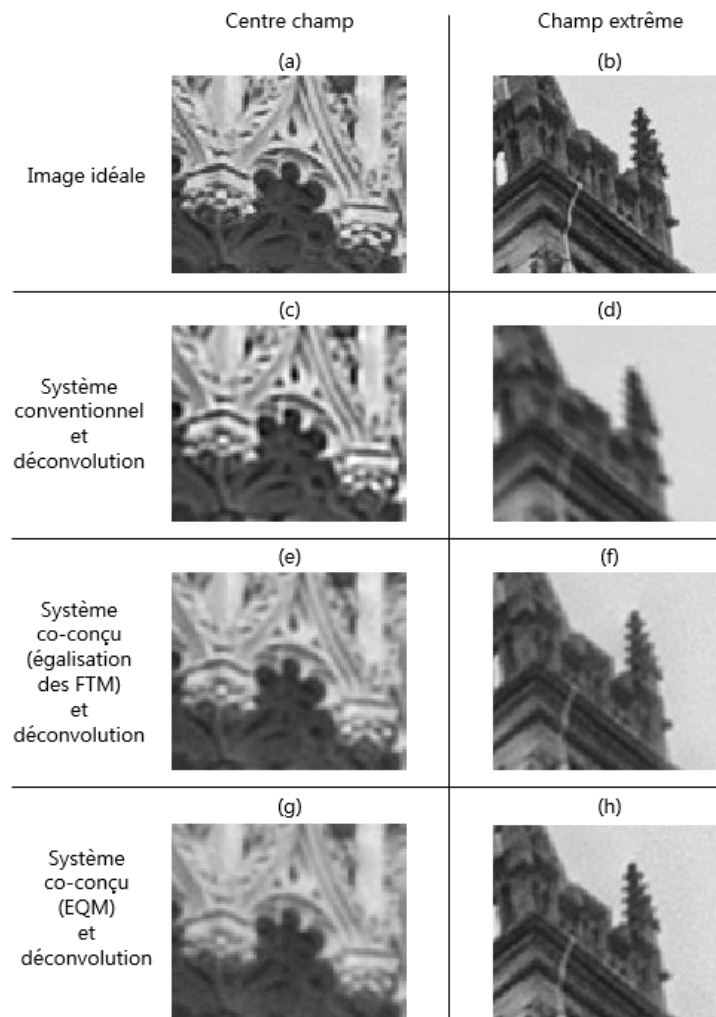 Centre champ
Champ extrême
(a)
(b)
Image idéale
(c)
(d)
Système
conventionnel
et
déconvolution
(e)
(f)
Système
co-conçu
(égalisation
des FTM)
et
déconvolution
(g)
(h)
Système
co-conçu
(EQM)
et
déconvolution